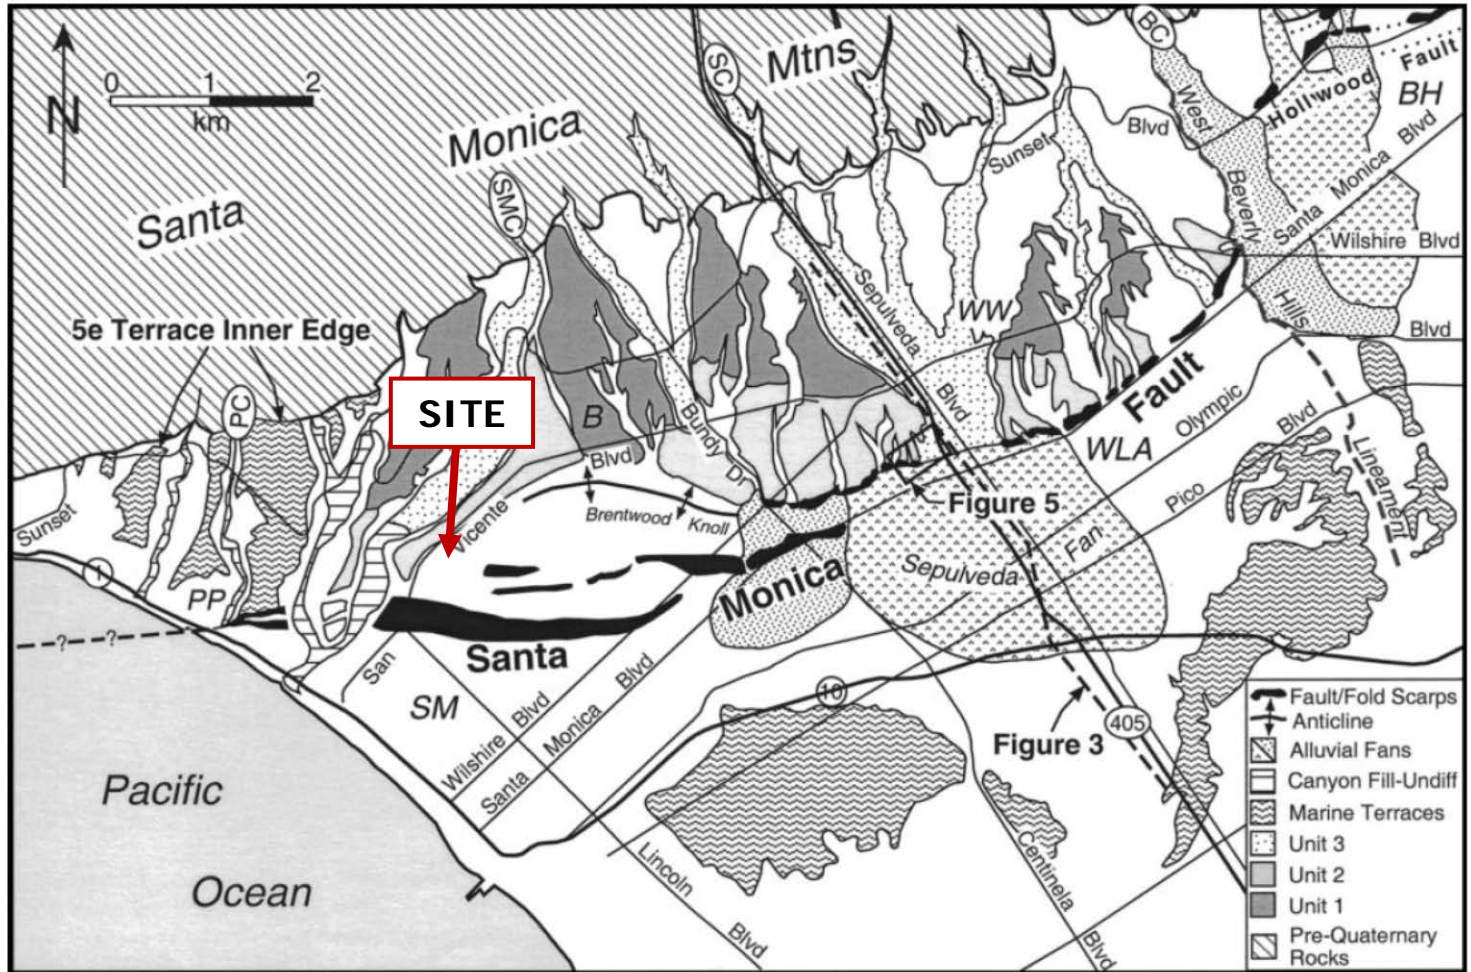 N
0 1 2
km
Santa
Monica
Mtns
SMC
SC
BC
PC
West
Beverly
Hills
Hollwood
Fault
BH
Sunset
Blvd
Santa Monica Blvd
Wilshire Blvd
Blvd
5e Terrace Inner Edge
SITE
B
Bundy Dr
Sepulveda
Blvd
WW
Fault
WLA
Olympic
Pico
Blvd
Lineament
Sunset
1
PP
Vicente
Blvd
Brentwood Knoll
Figure 5
Sepulveda
Fan
Monica
Santa
? ?
San
SM
Wilshire Blvd
Santa Monica Blvd
10
405
Figure 3
Pacific
Ocean
Lincoln
Blvd
Centinela
Blvd
Fault/Fold Scarps
Anticline
Alluvial Fans
Canyon Fill-Undiff
Marine Terraces
Unit 3
Unit 2
Unit 1
Pre-Quaternary
Rocks